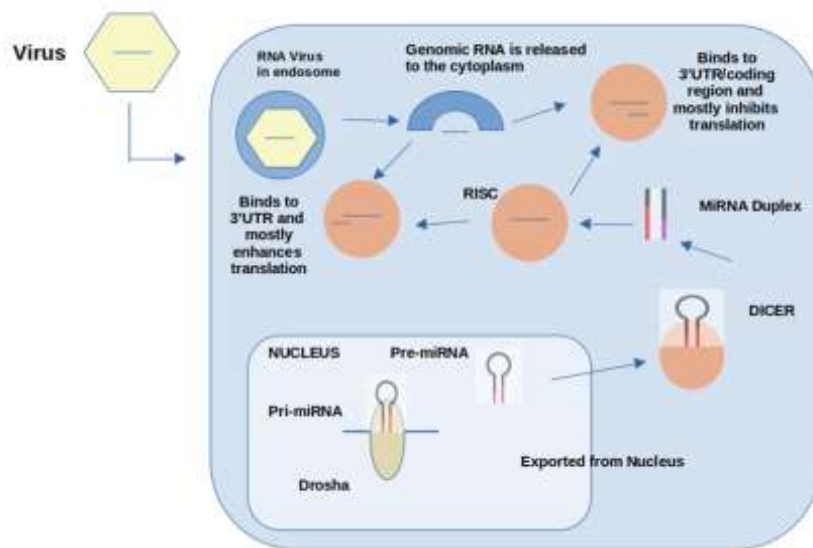 Virus
RNA Virus
in endosome
Genomic RNA is released
to the cytoplasm
Binds to
3'UTR/coding
region and
mostly inhibits
translation
Binds to
3'UTR and
mostly
enhances
translation
RISC
MiRNA Duplex
DICER
NUCLEUS
Pre-miRNA
Pri-miRNA
Exported from Nucleus
Drosha